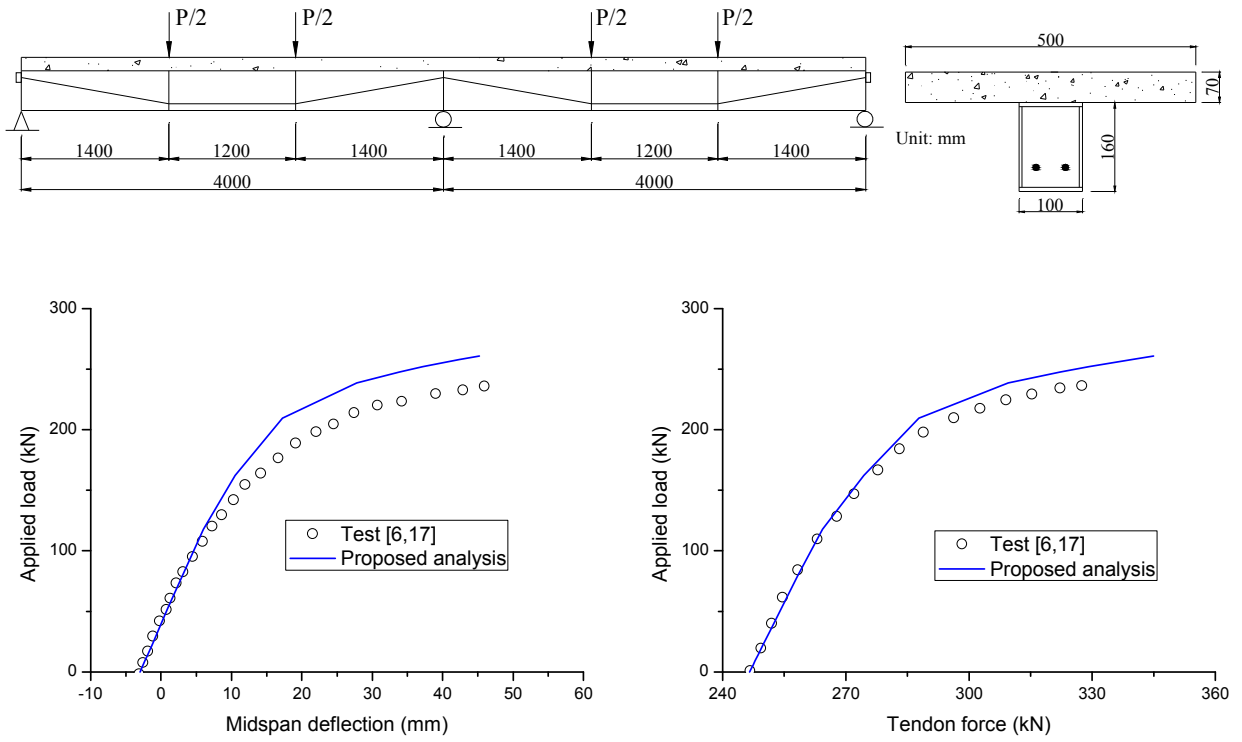 P/2 P/2 P/2 P/2
1400 1200 1400 1400 1200 1400
4000 4000
500
70
Unit: mm
160
100
300
200
100
0
-10 0 10 20 30 40 50 60
Applied load (kN)
Midspan deflection (mm)
Test [6,17]
Proposed analysis
300
200
100
0
240 270 300 330 360
Applied load (kN)
Tendon force (kN)
Test [6,17]
Proposed analysis